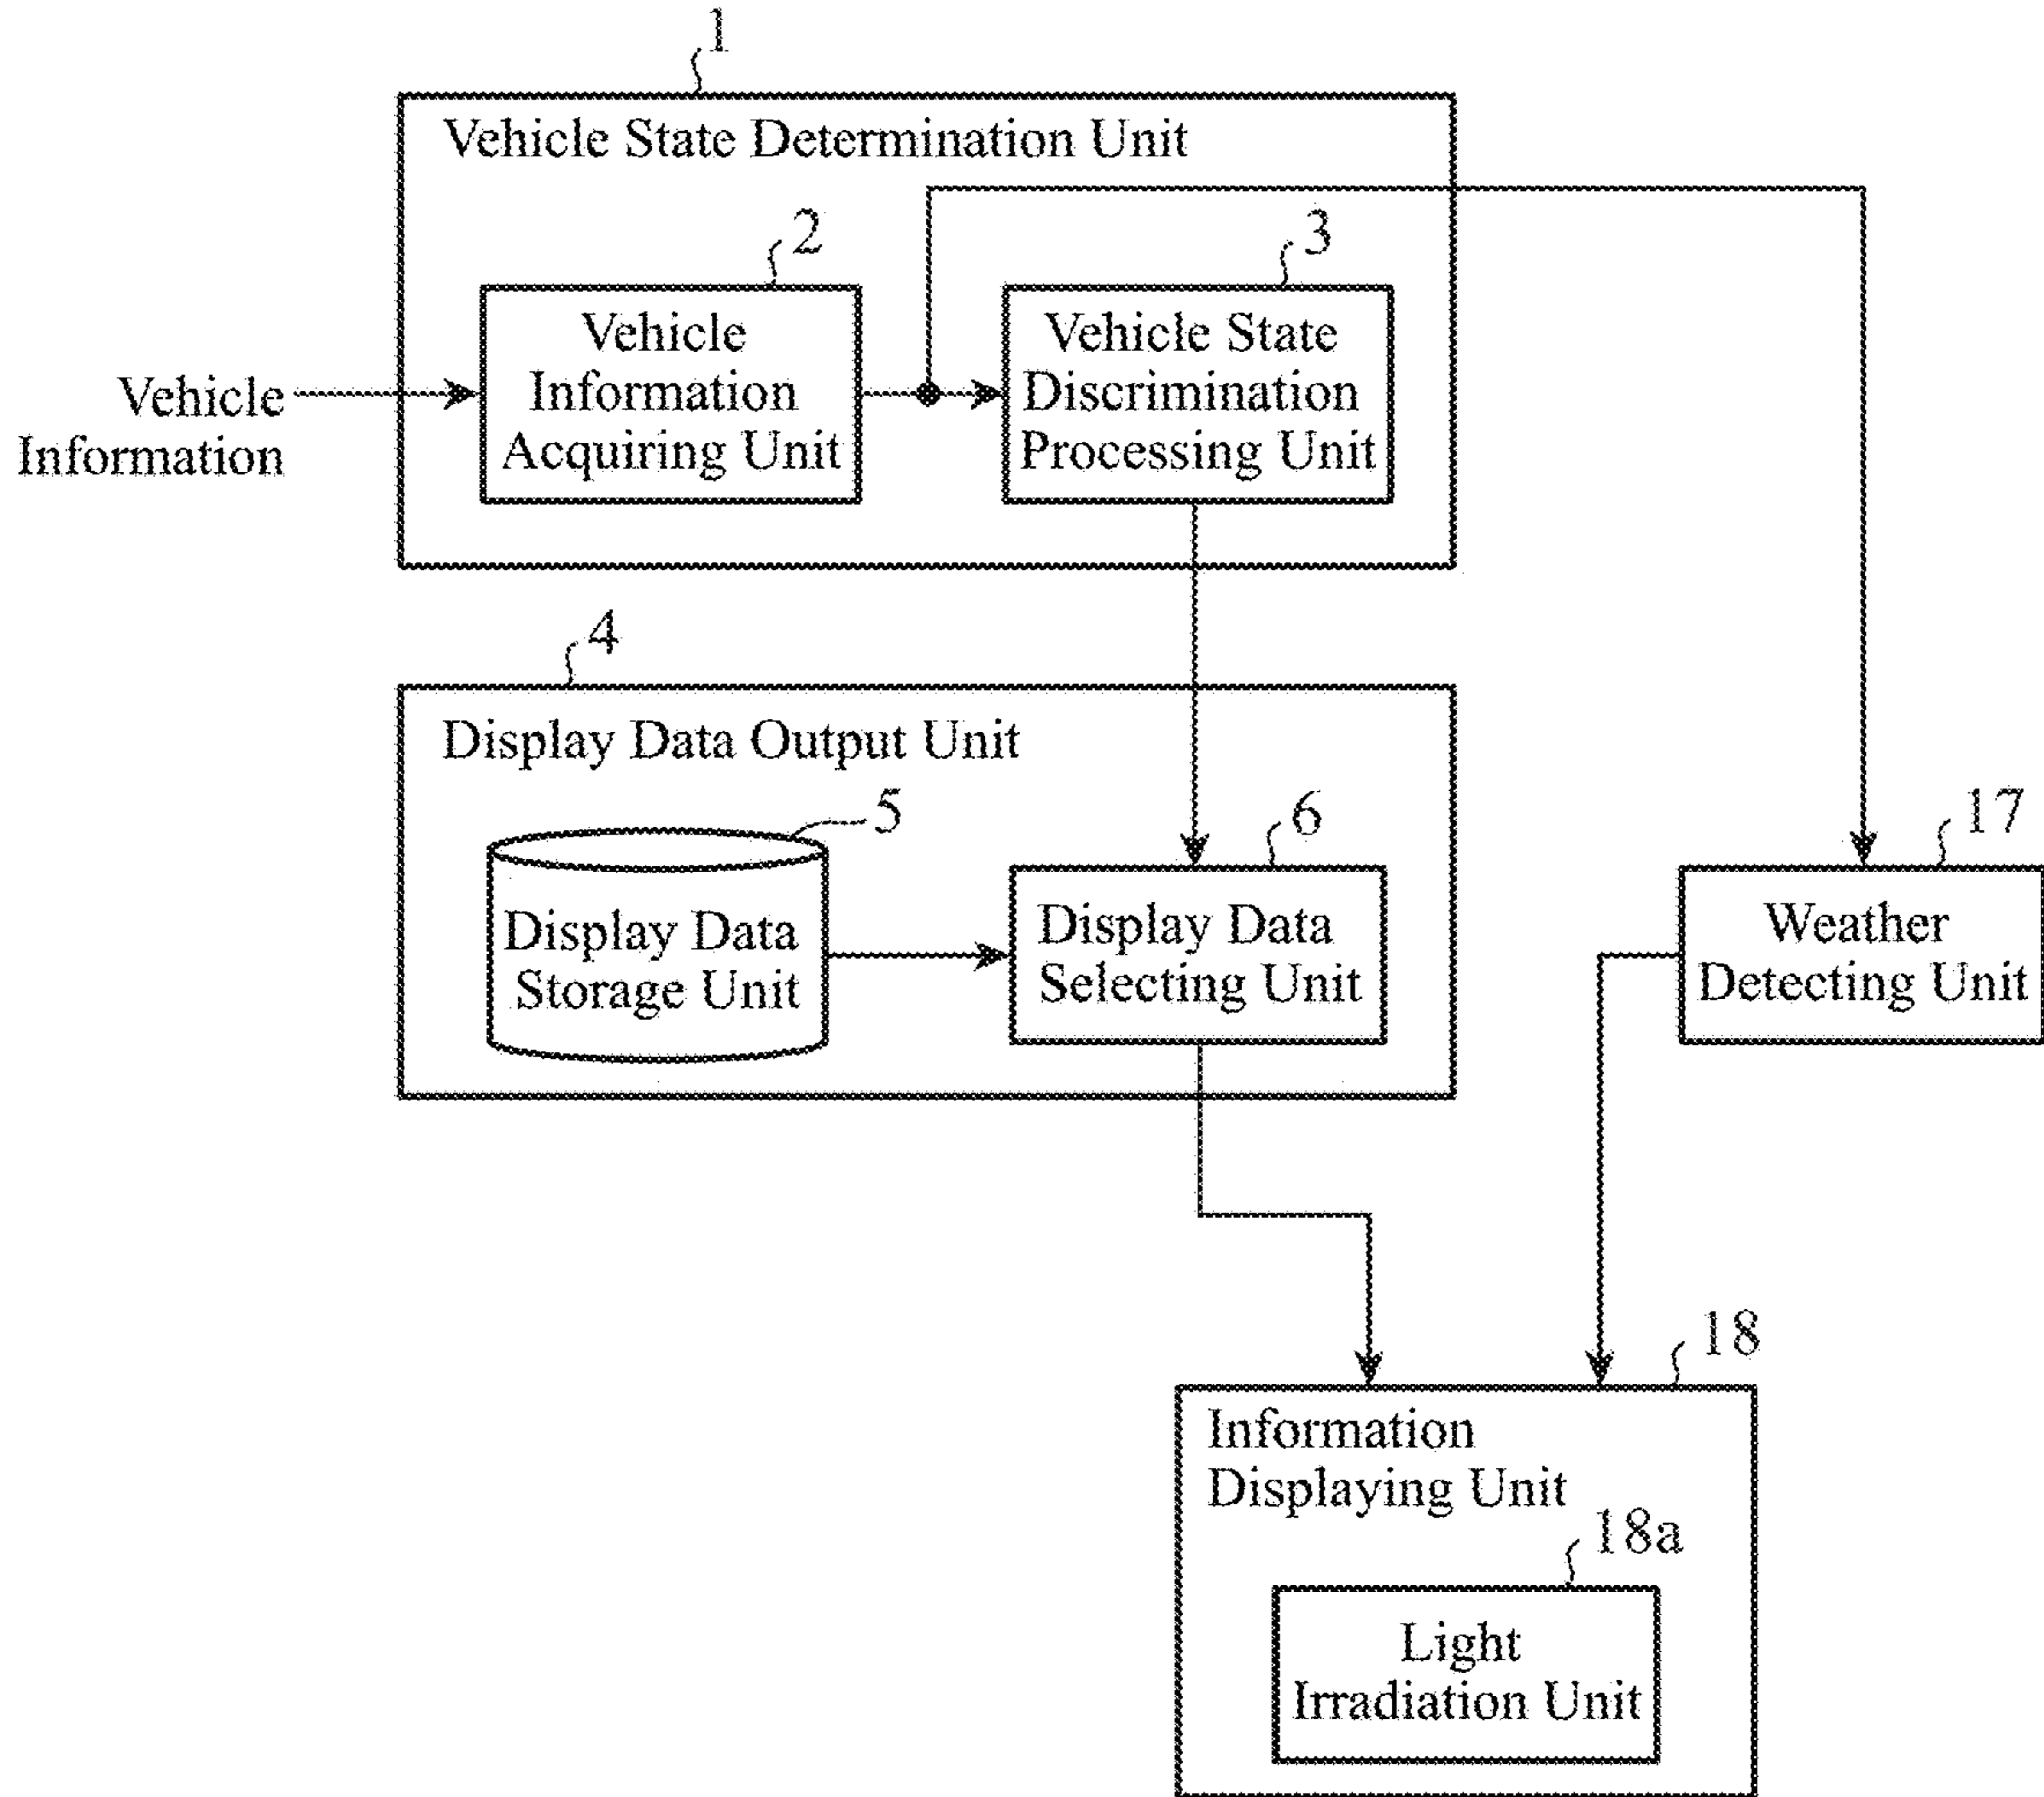 1
Vehicle State Determination Unit
2
3
Vehicle
Information
Acquiring Unit
Vehicle State
Discrimination
Processing Unit
Vehicle
Information
4
Display Data Output Unit
5
6
17
Display Data
Storage Unit
Display Data
Selecting Unit
Weather
Detecting Unit
18
Information
Displaying Unit
18a
Light
Irradiation Unit